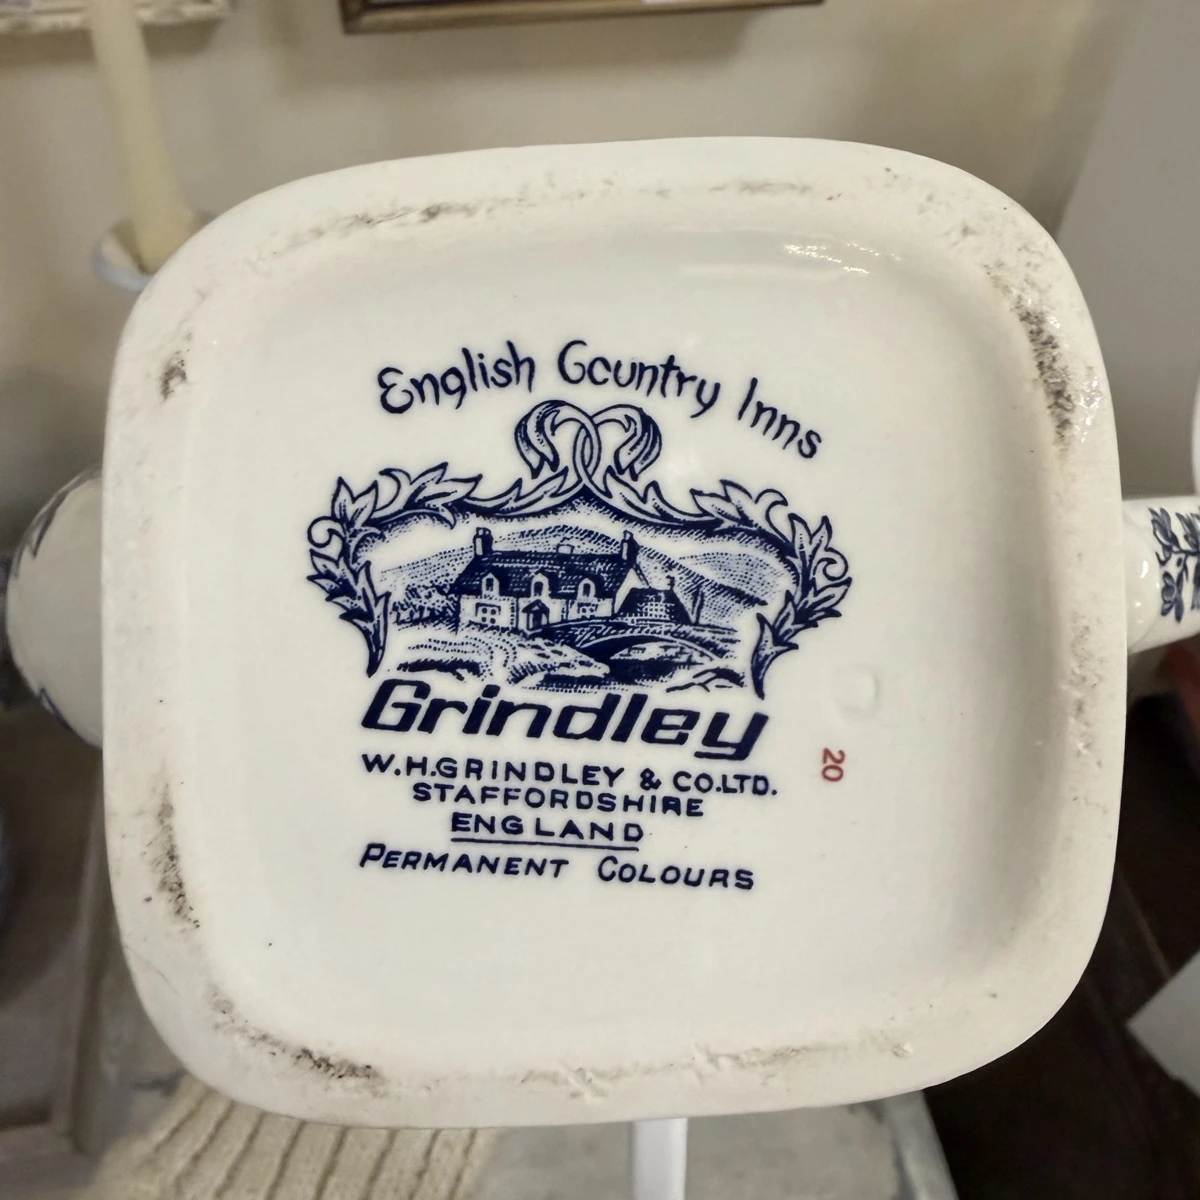 English Country Inns
Grindley
W.H.GRINDLEY & CO.LTD.
STAFFORDSHIRE
ENGLAND
PERMANENT COLOURS
20